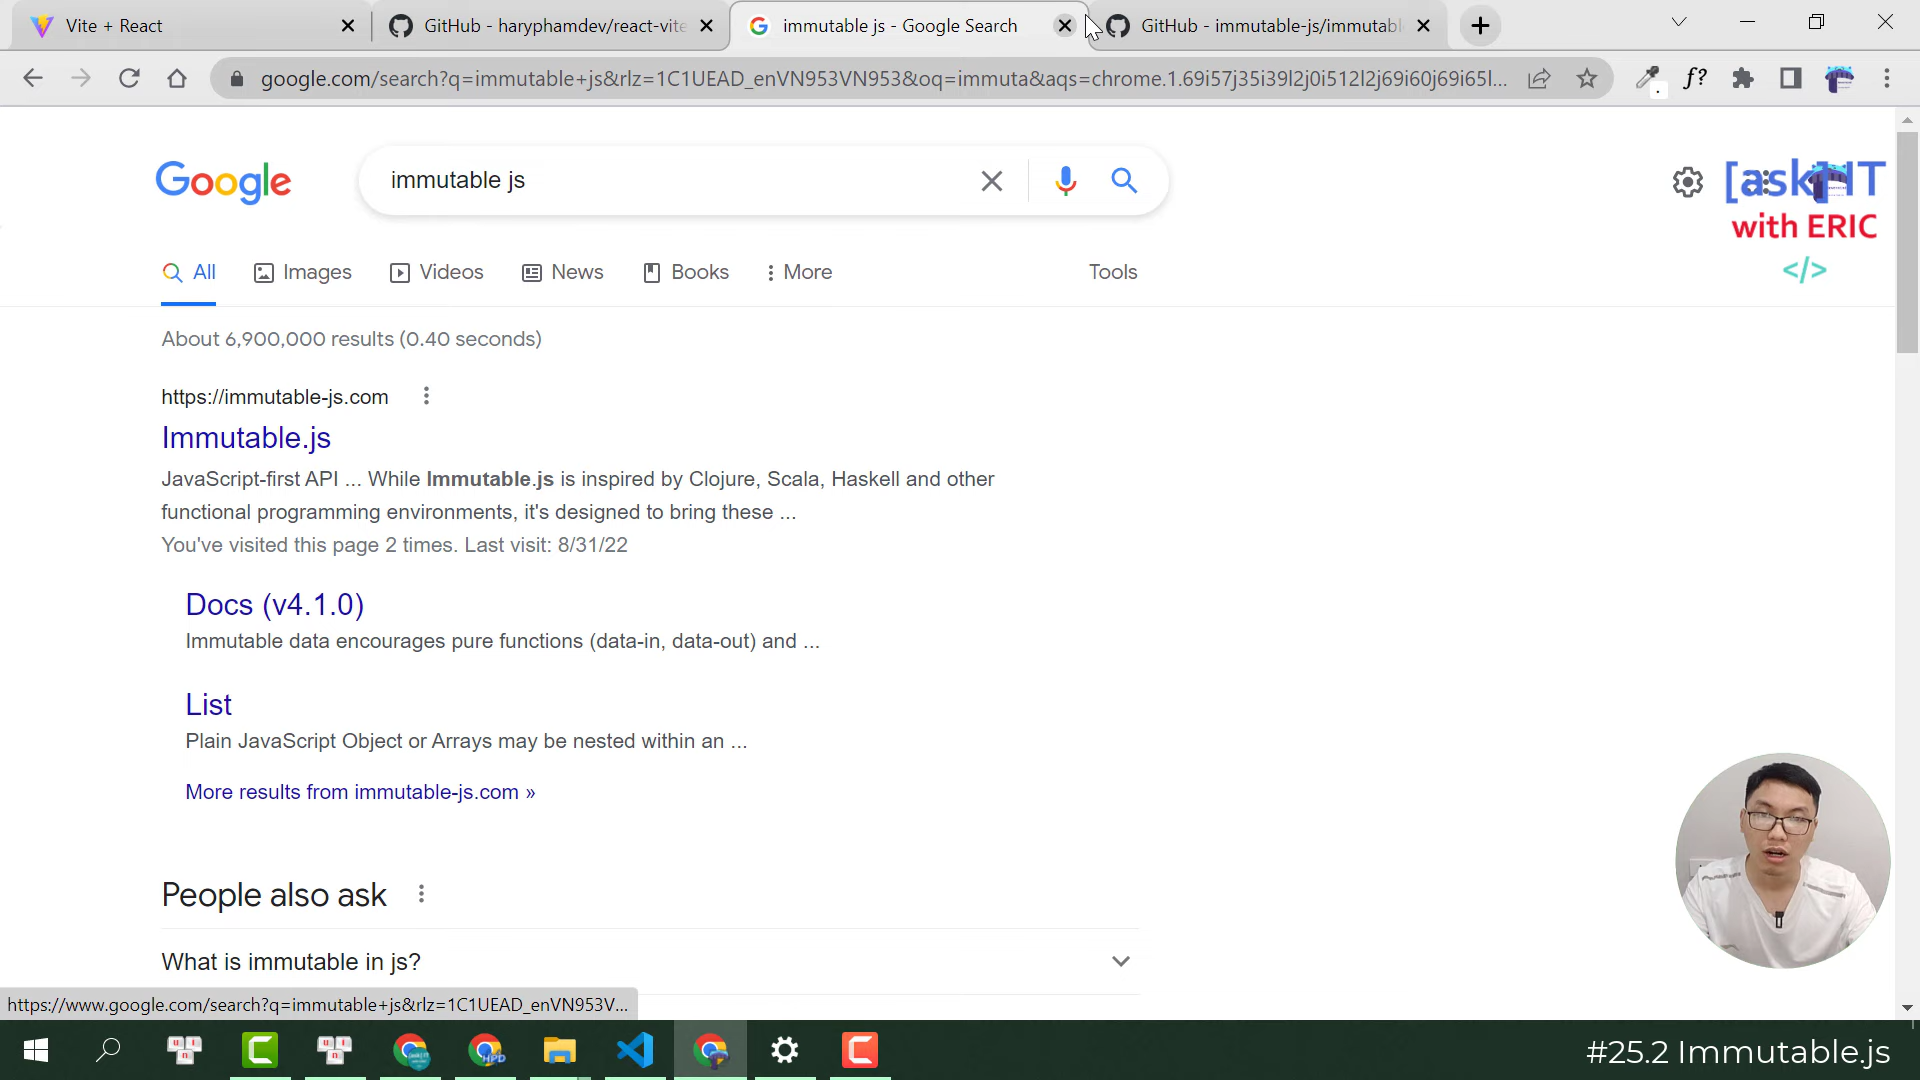 Vite + React
GitHub - haryphamdev/react-vite
immutable js - Google Search
GitHub - immutable-js/immutabl
google.com/search?q=immutable+js&rlz=1C1UEAD_enVN953VN953&oq=immuta&aqs=chrome.1.69i57j35i39l2j0i512l2j69i60j69i65l...
f?
Google
immutable js
[ask] IT
with ERIC
</>
All
Images
Videos
News
Books
More
Tools
About 6,900,000 results (0.40 seconds)
https://immutable-js.com
Immutable.js
JavaScript-first API ... While Immutable.js is inspired by Clojure, Scala, Haskell and other
functional programming environments, it's designed to bring these ...
You've visited this page 2 times. Last visit: 8/31/22
Docs (v4.1.0)
Immutable data encourages pure functions (data-in, data-out) and ...
List
Plain JavaScript Object or Arrays may be nested within an ...
More results from immutable-js.com »
People also ask
What is immutable in js?
https://www.google.com/search?q=immutable+js&rlz=1C1UEAD_enVN953V...
#25.2 Immutable.js